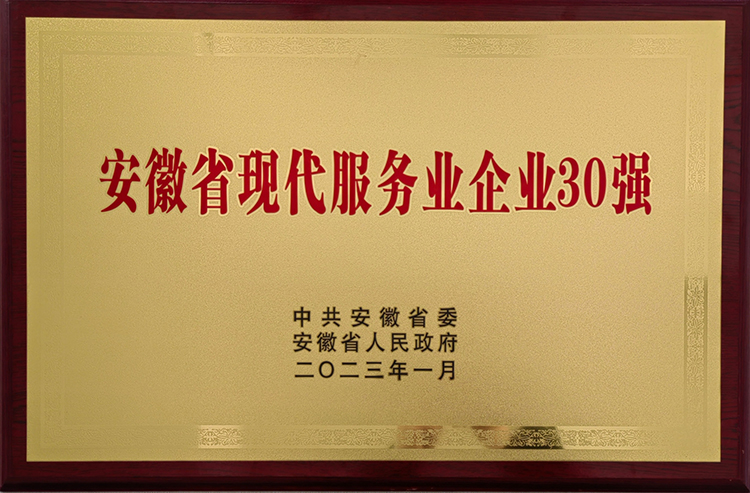 安徽省现代服务业企业30强
中共安徽省委
安徽省人民政府
二〇二三年一月